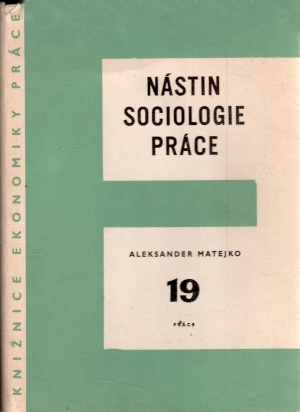 KNIŽNICE EKONOMIKY PRÁCE
NÁSTIN
SOCIOLOGIE
PRÁCE
ALEKSANDER MATEJKO
19
PRÁCE